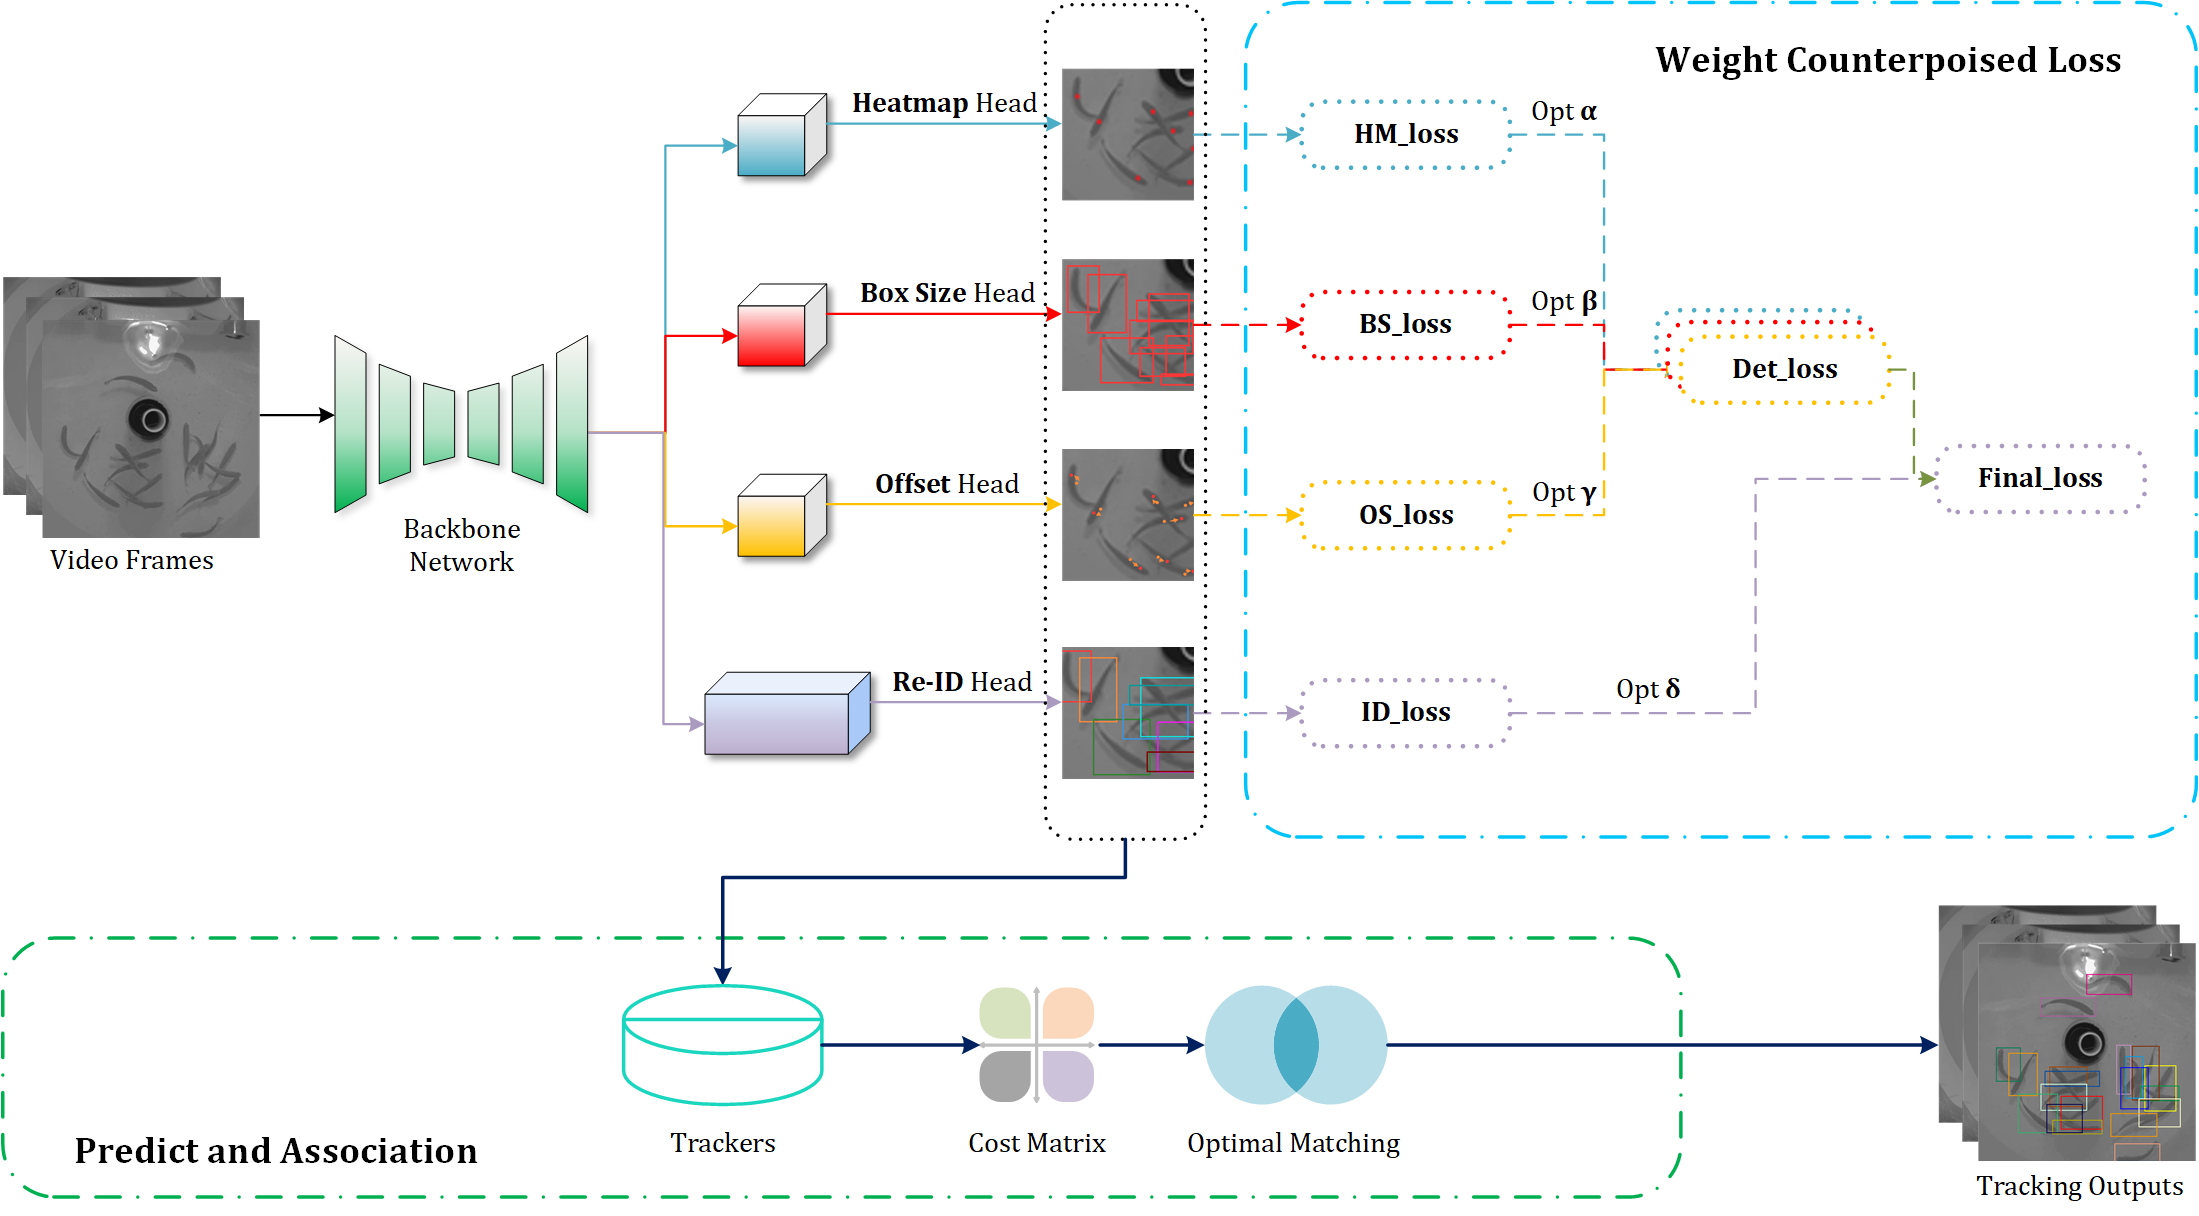 Weight Counterpoised Loss
Heatmap Head
HM_loss
Opt α
Box Size Head
BS_loss
Opt β
Det_loss
Offset Head
OS_loss
Opt γ
Final_loss
Video Frames
Backbone
Network
Re-ID Head
ID_loss
Opt δ
Predict and Association
Trackers
Cost Matrix
Optimal Matching
Tracking Outputs